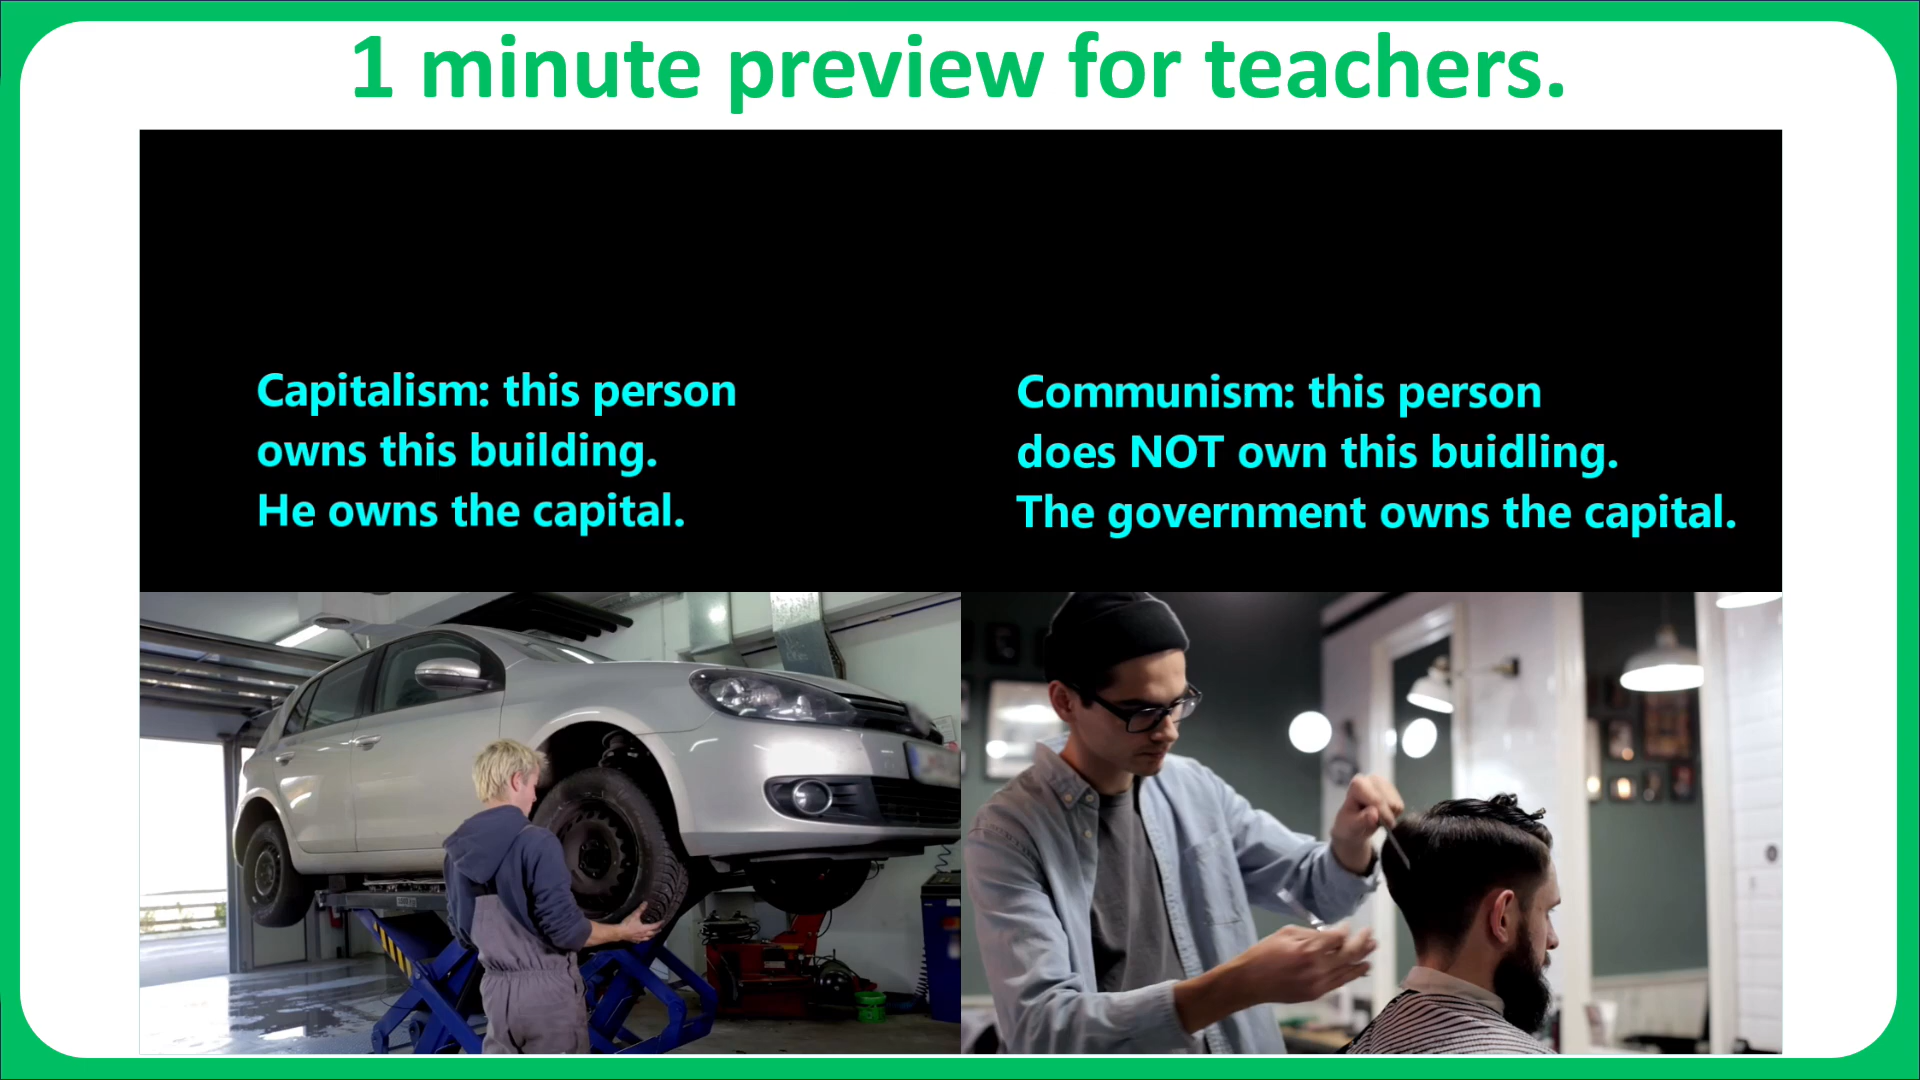 1 minute preview for teachers.
Capitalism: this person
owns this building.
He owns the capital.
Communism: this person
does NOT own this buidling.
The government owns the capital.